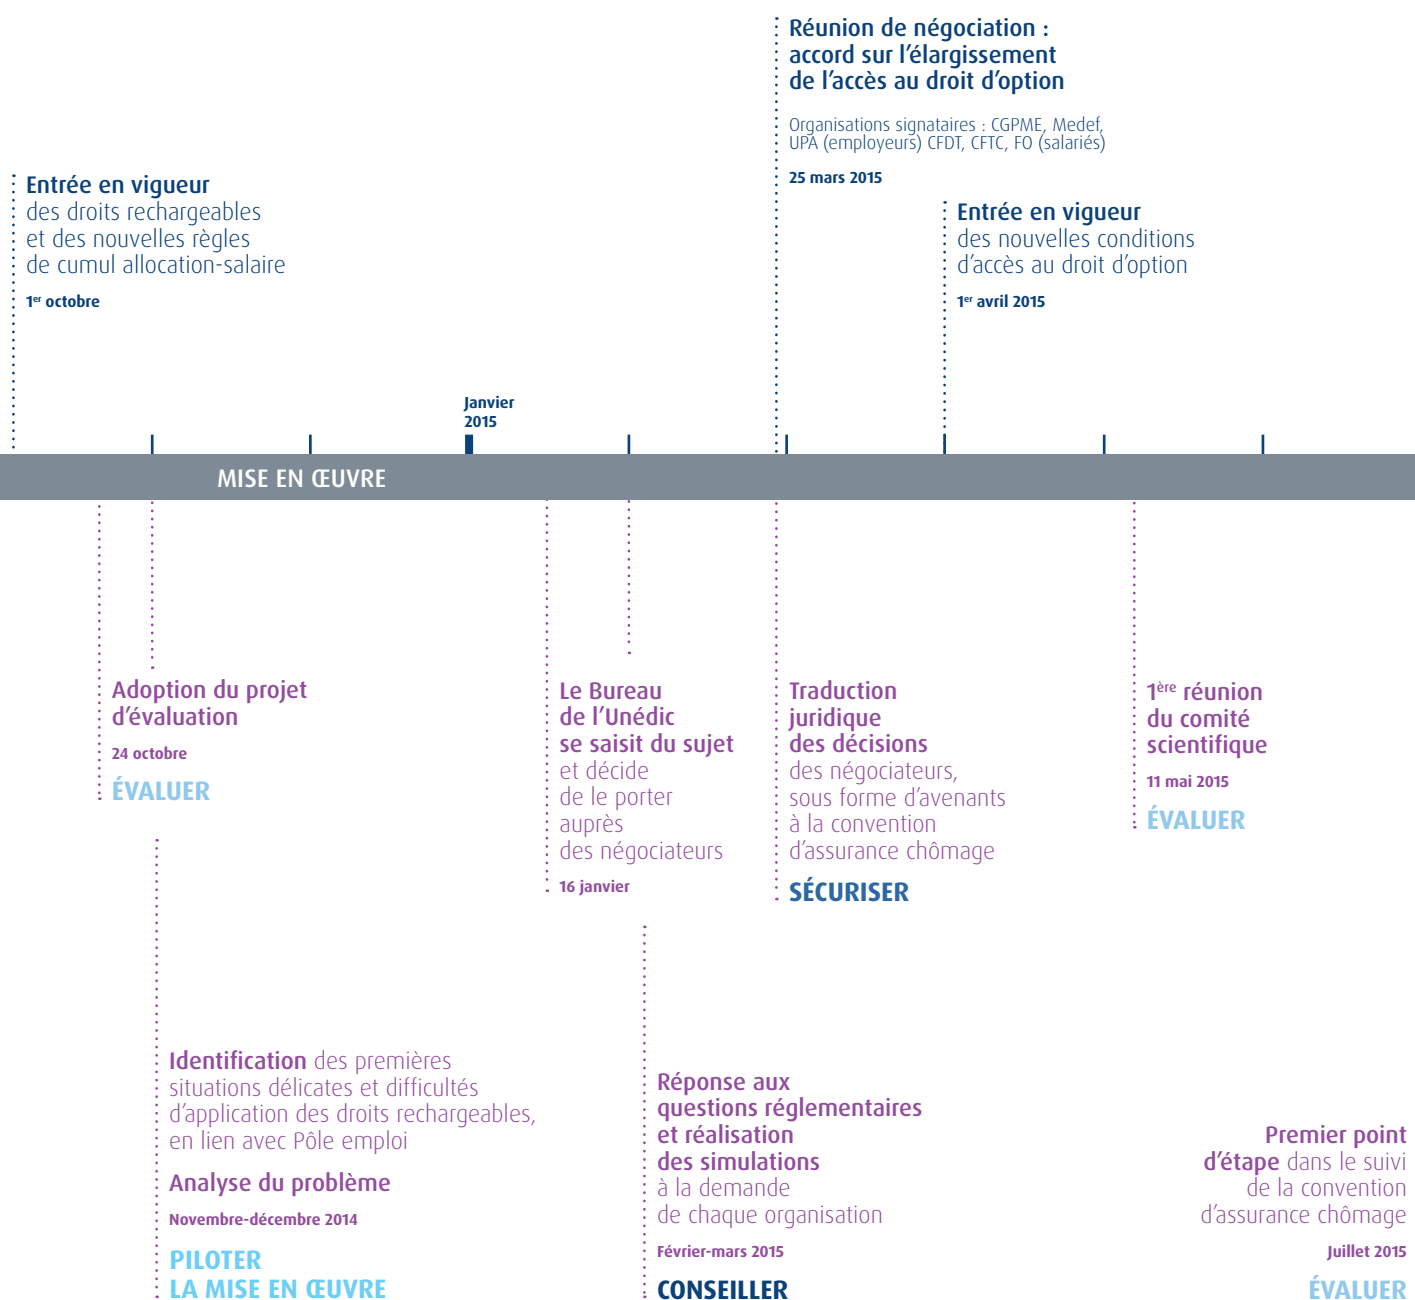 Réunion de négociation :
accord sur l’élargissement
de l’accès au droit d’option
Organisations signataires : CGPME, Medef,
UPA (employeurs) CFDT, CFTC, FO (salariés)
25 mars 2015
Entrée en vigueur
des droits rechargeables
et des nouvelles règles
de cumul allocation-salaire
1er octobre
Entrée en vigueur
des nouvelles conditions
d’accès au droit d’option
1er avril 2015
Janvier
2015
MISE EN ŒUVRE
Adoption du projet
d’évaluation
24 octobre
ÉVALUER
Le Bureau
de l’Unédic
se saisit du sujet
et décide
de le porter
auprès
des négociateurs
16 janvier
Traduction
juridique
des décisions
des négociateurs,
sous forme d’avenants
à la convention
d’assurance chômage
SÉCURISER
1ère réunion
du comité
scientifique
11 mai 2015
ÉVALUER
Identification des premières
situations délicates et difficultés
d’application des droits rechargeables,
en lien avec Pôle emploi
Analyse du problème
Novembre-décembre 2014
PILOTER
LA MISE EN ŒUVRE
Réponse aux
questions réglementaires
et réalisation
des simulations
à la demande
de chaque organisation
Février-mars 2015
CONSEILLER
Premier point
d’étape dans le suivi
de la convention
d’assurance chômage
Juillet 2015
ÉVALUER